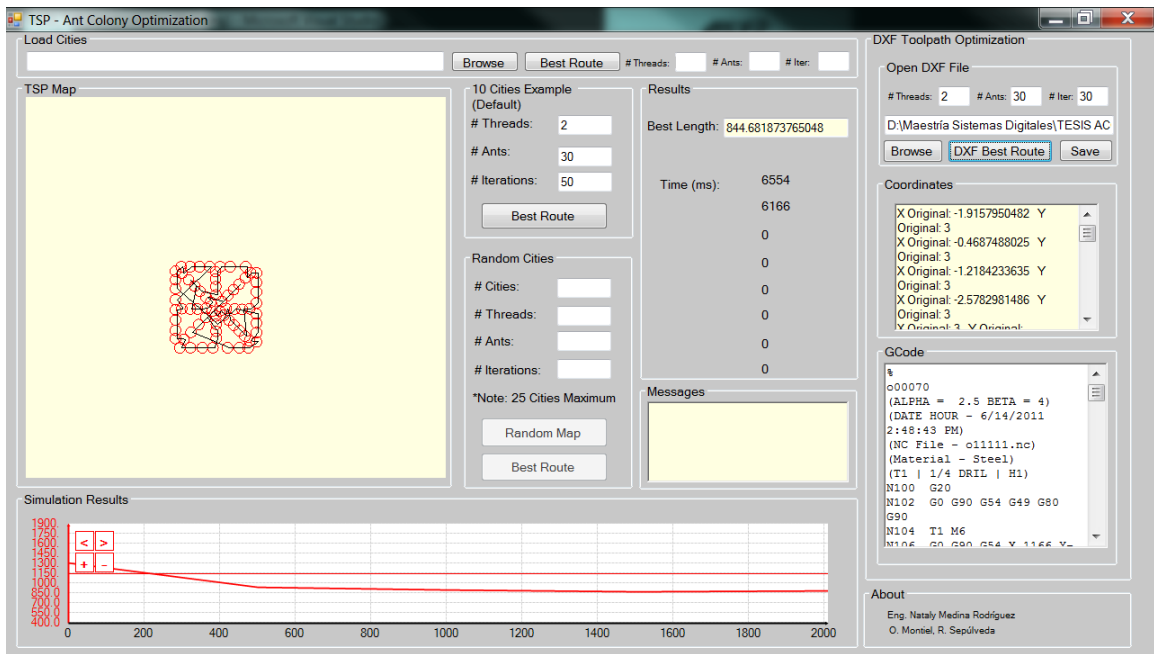 TSP - Ant Colony Optimization
Load Cities
Browse
Best Route
# Threads:
# Ants:
# Iter:
TSP Map
10 Cities Example
(Default)
# Threads: 2
# Ants: 30
# Iterations: 50
Best Route
Random Cities
# Cities:
# Threads:
# Ants:
# Iterations:
*Note: 25 Cities Maximum
Random Map
Best Route
Results
Best Length: 844.681873765048
Time (ms): 6554
6166
0
0
0
0
0
0
Messages
Simulation Results
1900.
1750.
1600.
1450.
1300.
1150.
1000.
850.0
700.0
550.0
400.0
< >
+ -
0 200 400 600 800 1000 1200 1400 1600 1800 2000
DXF Toolpath Optimization
Open DXF File
# Threads: 2 # Ants: 30 # Iter: 30
D:\Maestría Sistemas Digitales\TESIS AC
Browse
DXF Best Route
Save
Coordinates
X Original: -1.9157950482 Y
Original: 3
X Original: -0.4687488025 Y
Original: 3
X Original: -1.2184233635 Y
Original: 3
X Original: -2.5782981486 Y
Original: 3
X Original: 3 Y Original:
GCode
%
o00070
(ALPHA = 2.5 BETA = 4)
(DATE HOUR - 6/14/2011
2:48:43 PM)
(NC File - o11111.nc)
(Material - Steel)
(T1 | 1/4 DRIL | H1)
N100 G20
N102 G0 G90 G54 G49 G80
G90
N104 T1 M6
N106 G0 G90 G54 X.1166 Y-
About
Eng. Nataly Medina Rodríguez
O. Montiel, R. Sepúlveda